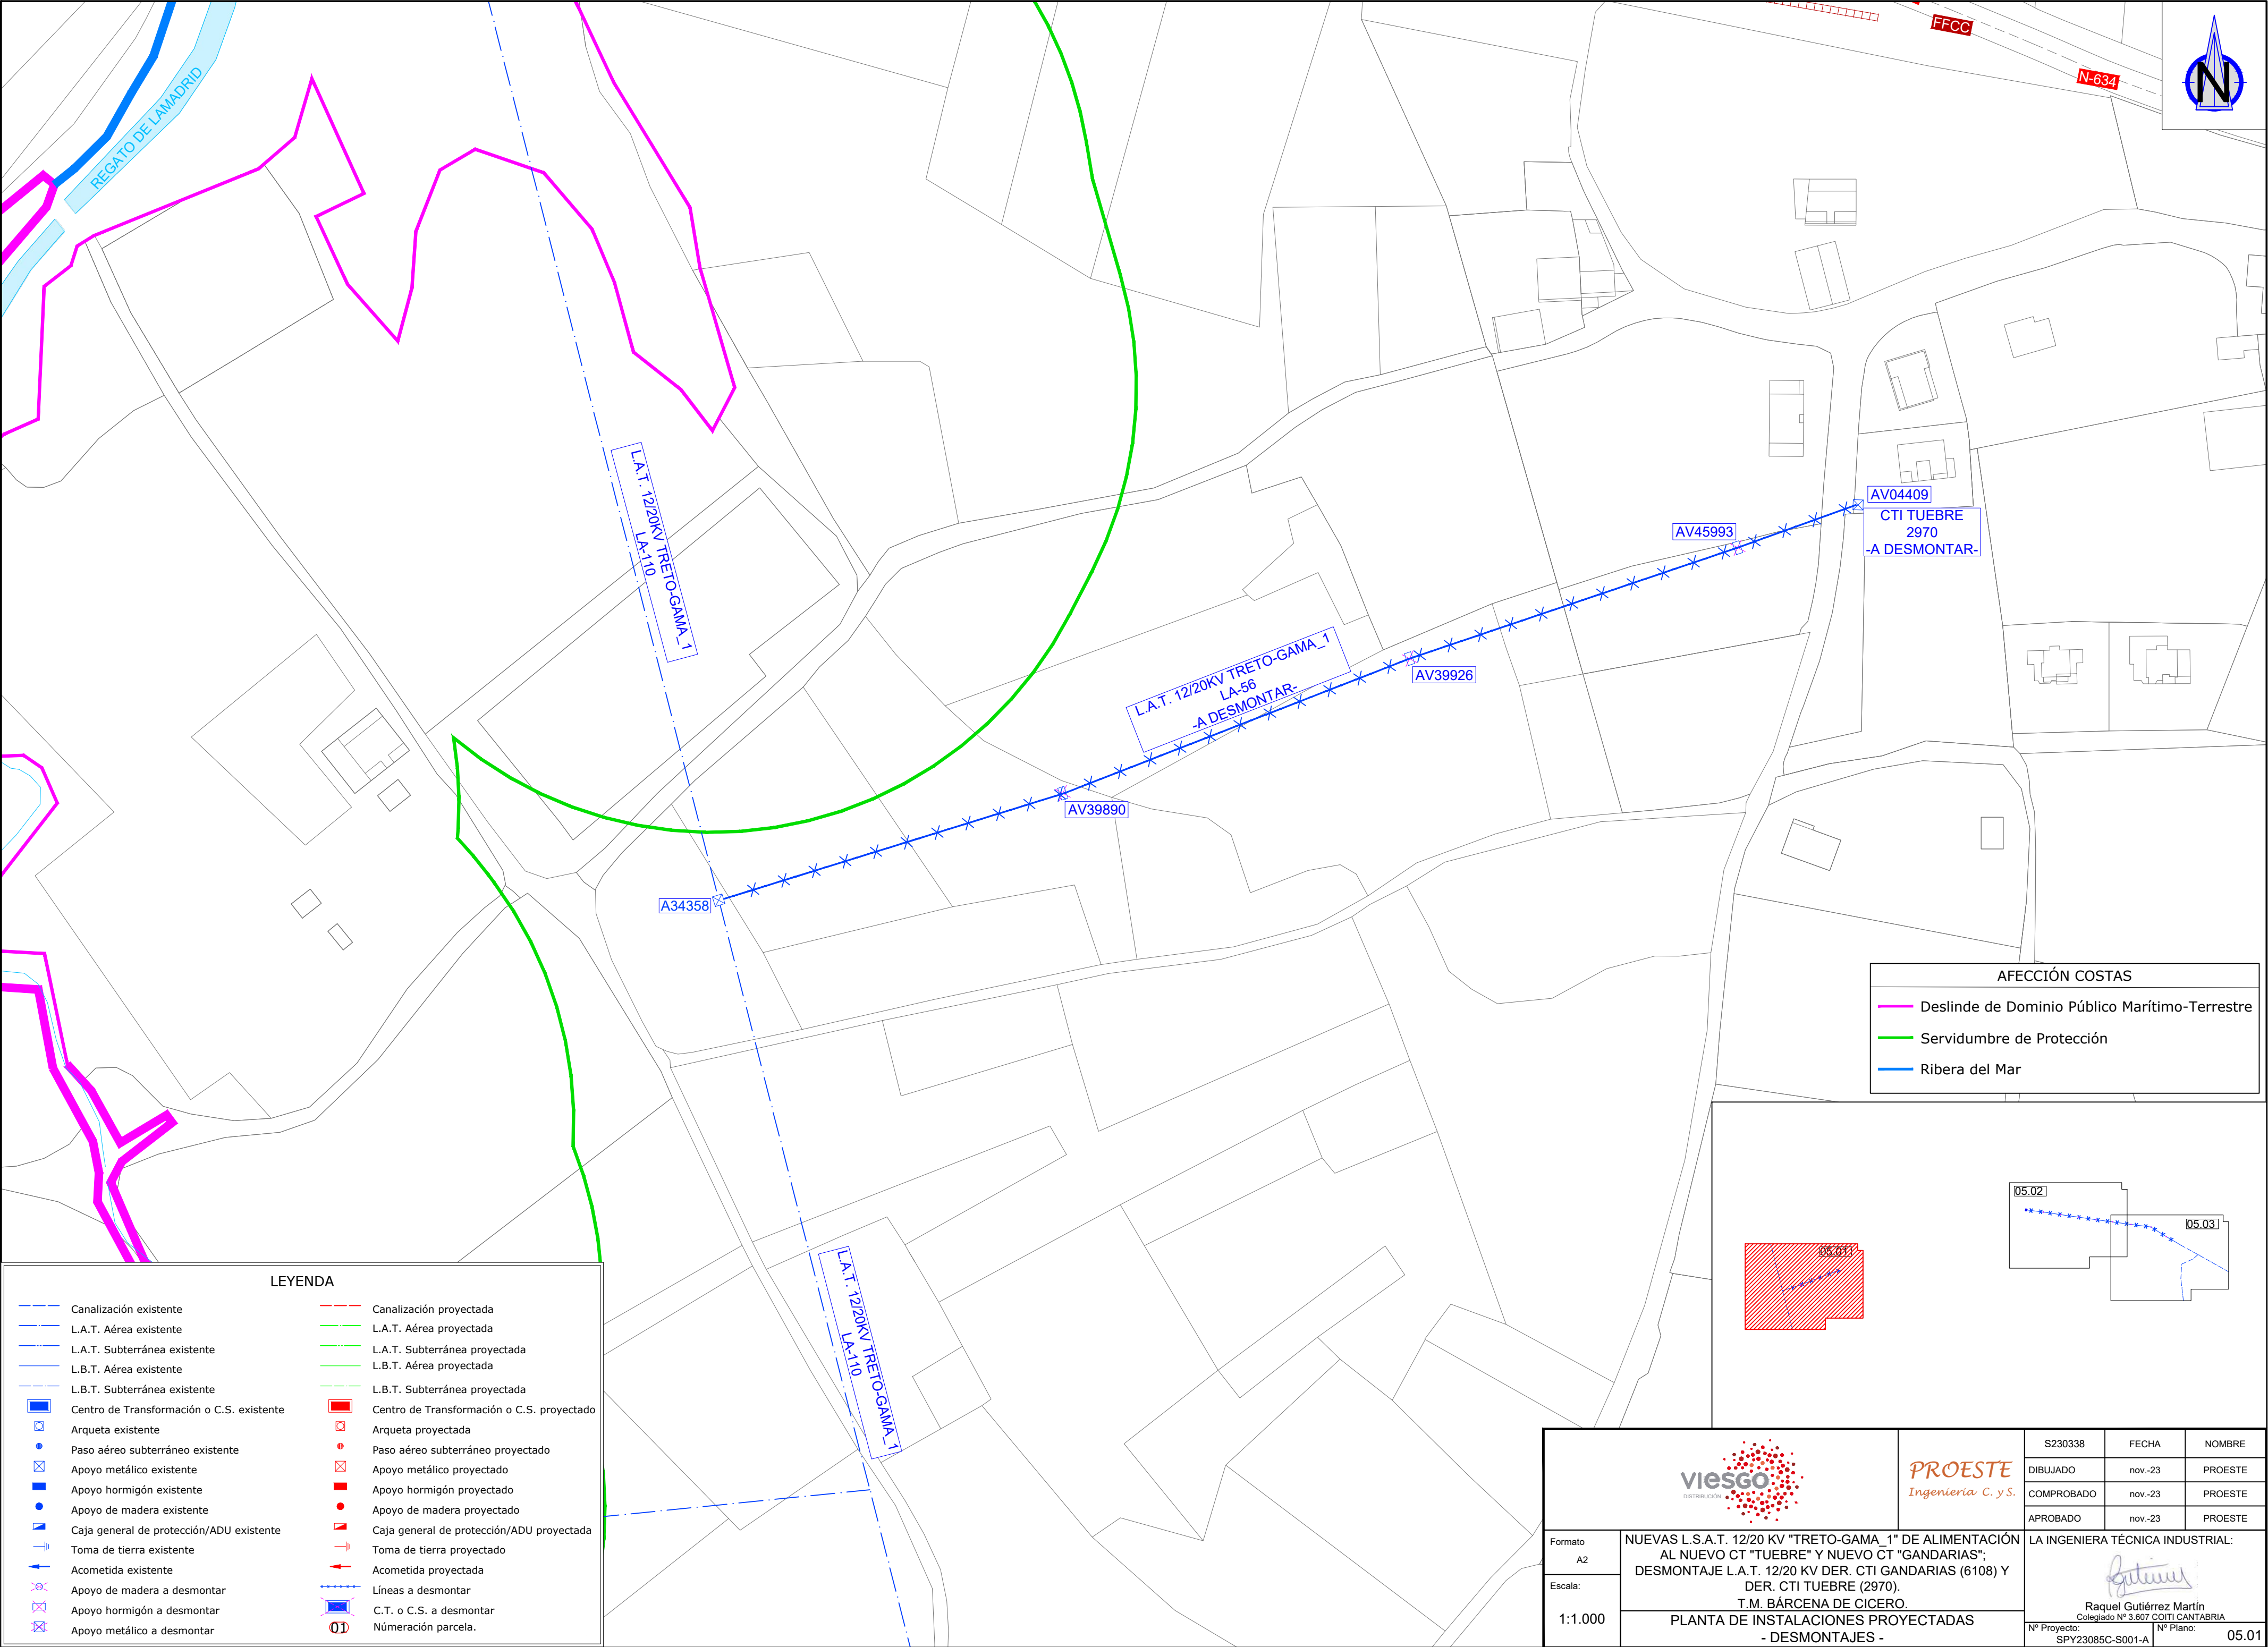 FFCC
N-634
N
REGATO DE LAMADRID
L.A.T. 12/20KV TRETO-GAMA_1
LA-110
AV04409
CTI TUEBRE
2970
-A DESMONTAR-
AV45993
AV39926
L.A.T. 12/20KV TRETO-GAMA_1
LA-56
-A DESMONTAR-
AV39890
A34358
L.A.T. 12/20KV TRETO-GAMA_1
LA-110
AFECCIÓN COSTAS
Deslinde de Dominio Público Marítimo-Terrestre
Servidumbre de Protección
Ribera del Mar
05.01
05.02
05.03
LEYENDA
Canalización existente
L.A.T. Aérea existente
L.A.T. Subterránea existente
L.B.T. Aérea existente
L.B.T. Subterránea existente
Centro de Transformación o C.S. existente
Arqueta existente
Paso aéreo subterráneo existente
Apoyo metálico existente
Apoyo hormigón existente
Apoyo de madera existente
Caja general de protección/ADU existente
Toma de tierra existente
Acometida existente
Apoyo de madera a desmontar
Apoyo hormigón a desmontar
Apoyo metálico a desmontar
Canalización proyectada
L.A.T. Aérea proyectada
L.A.T. Subterránea proyectada
L.B.T. Aérea proyectada
L.B.T. Subterránea proyectada
Centro de Transformación o C.S. proyectado
Arqueta proyectada
Paso aéreo subterráneo proyectado
Apoyo metálico proyectado
Apoyo hormigón proyectado
Apoyo de madera proyectado
Caja general de protección/ADU proyectada
Toma de tierra proyectado
Acometida proyectada
Líneas a desmontar
C.T. o C.S. a desmontar
01 Númeración parcela.
viesgo
DISTRIBUCIÓN
PROESTE
Ingeniería C. y S.
S230338 FECHA NOMBRE
DIBUJADO nov.-23 PROESTE
COMPROBADO nov.-23 PROESTE
APROBADO nov.-23 PROESTE
Formato
A2
Escala:
1:1.000
NUEVAS L.S.A.T. 12/20 KV "TRETO-GAMA_1" DE ALIMENTACIÓN
AL NUEVO CT "TUEBRE" Y NUEVO CT "GANDARIAS";
DESMONTAJE L.A.T. 12/20 KV DER. CTI GANDARIAS (6108) Y
DER. CTI TUEBRE (2970).
T.M. BÁRCENA DE CICERO.
PLANTA DE INSTALACIONES PROYECTADAS
- DESMONTAJES -
LA INGENIERA TÉCNICA INDUSTRIAL:
Raquel Gutiérrez Martín
Colegiado Nº 3.607 COITI CANTABRIA
Nº Proyecto:
SPY23085C-S001-A
Nº Plano:
05.01